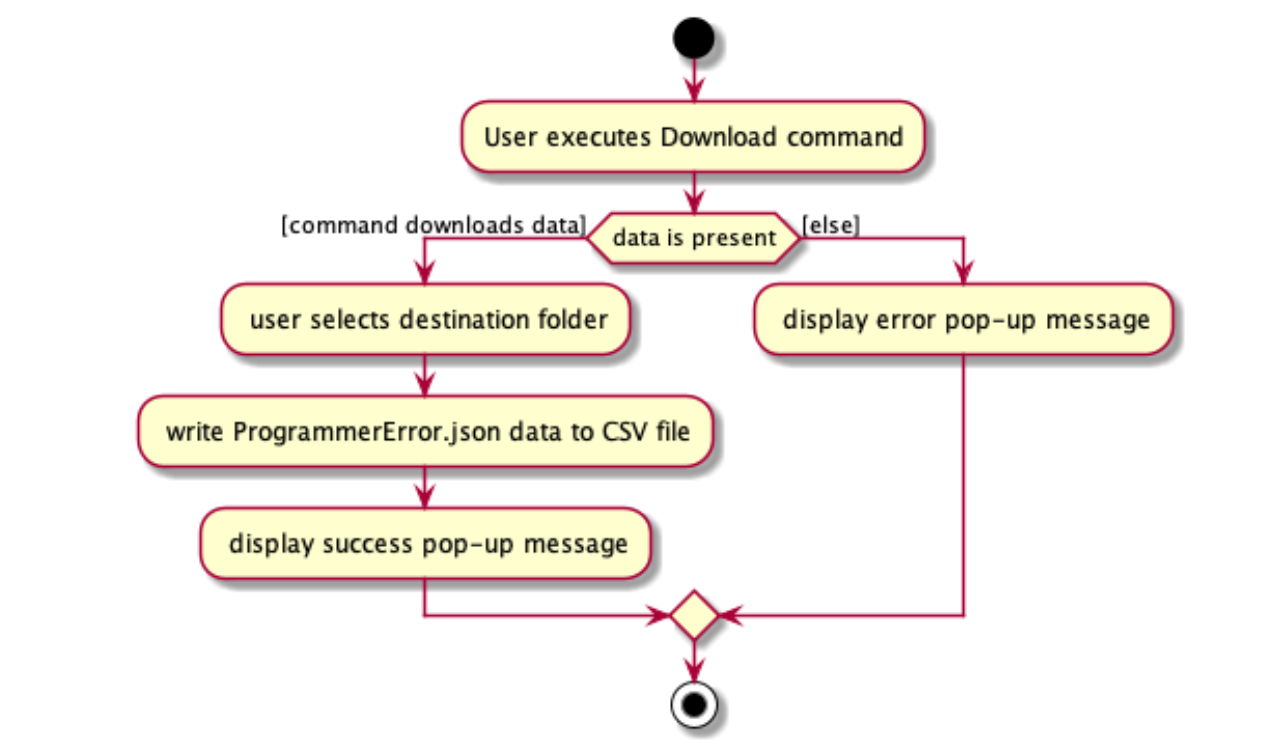 User executes Download command
[command downloads data]
data is present
[else]
user selects destination folder
display error pop-up message
write ProgrammerError.json data to CSV file
display success pop-up message